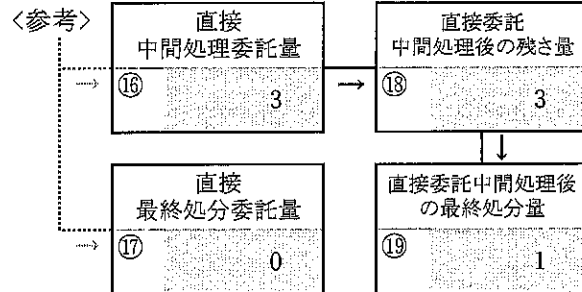 <参考>
直接
中間処理委託量
⑯
3
→
直接委託
中間処理後の残さ量
⑱
3
直接
最終処分委託量
⑰
0
直接委託中間処理後
の最終処分量
⑲
1